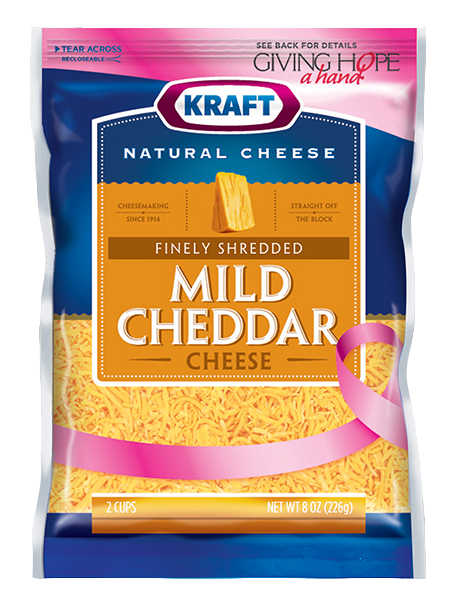 TEAR ACROSS
RECLOSEABLE
SEE BACK FOR DETAILS
GIVING HOPE
a hand
KRAFT
NATURAL CHEESE
CHEESEMAKING
SINCE 1914
STRAIGHT OFF
THE BLOCK
FINELY SHREDDED
MILD
CHEDDAR
CHEESE
2 CUPS
NET WT 8 OZ (226g)